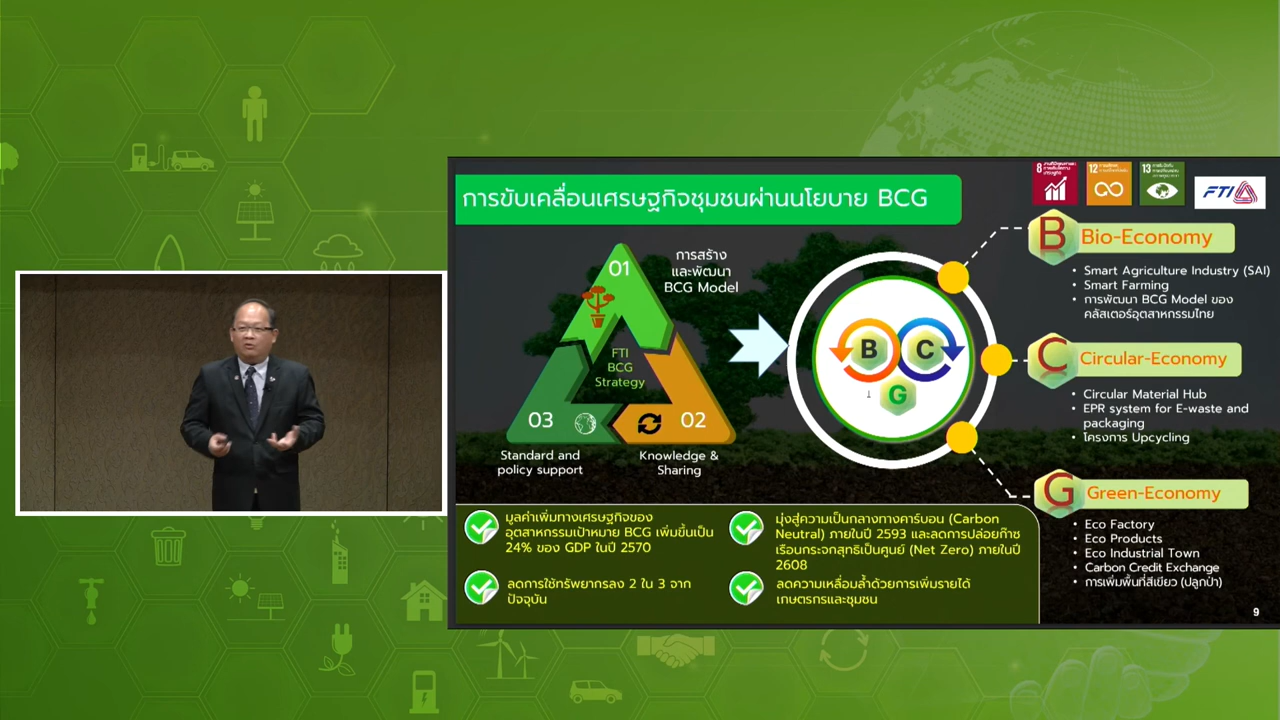 การขับเคลื่อนเศรษฐกิจชุมชนผ่านนโยบาย BCG
8
12
13
FTI
01
การสร้าง
และพัฒนา
BCG Model
FTI
BCG
Strategy
03
02
Standard and
policy support
Knowledge &
Sharing
B
C
G
B
Bio-Economy
• Smart Agriculture Industry (SAI)
• Smart Farming
• การพัฒนา BCG Model ของ
คลัสเตอร์อุตสาหกรรมไทย
C
Circular-Economy
• Circular Material Hub
• EPR system for E-waste and
packaging
• โครงการ Upcycling
G
Green-Economy
• Eco Factory
• Eco Products
• Eco Industrial Town
• Carbon Credit Exchange
• การเพิ่มพื้นที่สีเขียว (ปลูกป่า)
มูลค่าเพิ่มทางเศรษฐกิจของ
อุตสาหกรรมเป้าหมาย BCG เพิ่มขึ้นเป็น
24% ของ GDP ในปี 2570
มุ่งสู่ความเป็นกลางทางคาร์บอน (Carbon
Neutral) ภายในปี 2593 และลดการปล่อยก๊าซ
เรือนกระจกสุทธิเป็นศูนย์ (Net Zero) ภายในปี
2608
ลดการใช้ทรัพยากรลง 2 ใน 3 จาก
ปัจจุบัน
ลดความเหลื่อมล้ำด้วยการเพิ่มรายได้
เกษตรกรและชุมชน
9